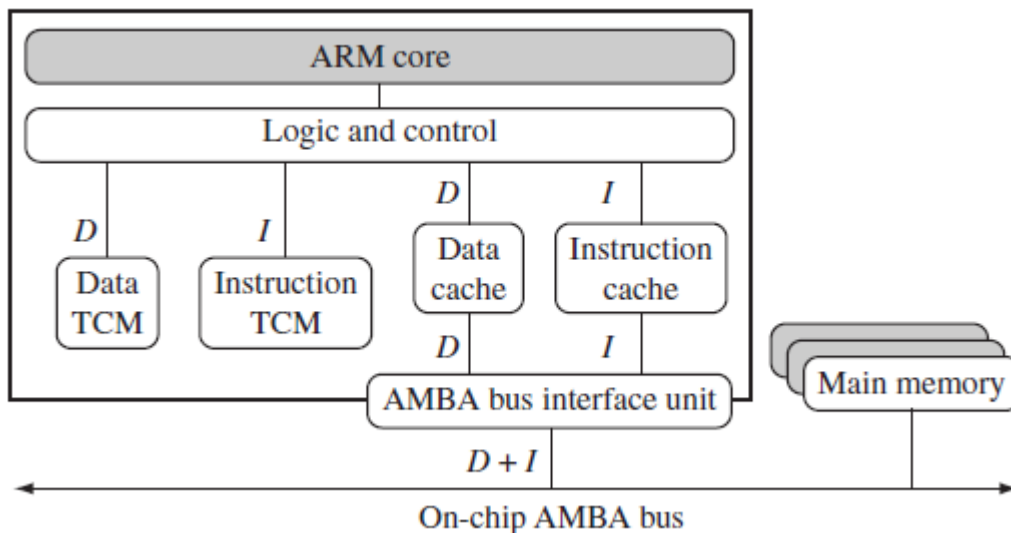 ARM core
Logic and control
D
I
D
I
Data
TCM
Instruction
TCM
Data
cache
Instruction
cache
D
I
AMBA bus interface unit
Main memory
D + I
On-chip AMBA bus